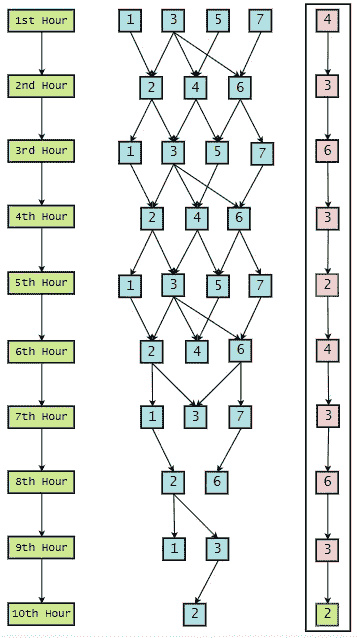 1st Hour 1 3 5 7 4
2nd Hour 2 4 6 3
3rd Hour 1 3 5 7 6
4th Hour 2 4 6 3
5th Hour 1 3 5 7 2
6th Hour 2 4 6 4
7th Hour 1 3 7 3
8th Hour 2 6 6
9th Hour 1 3 3
10th Hour 2 2